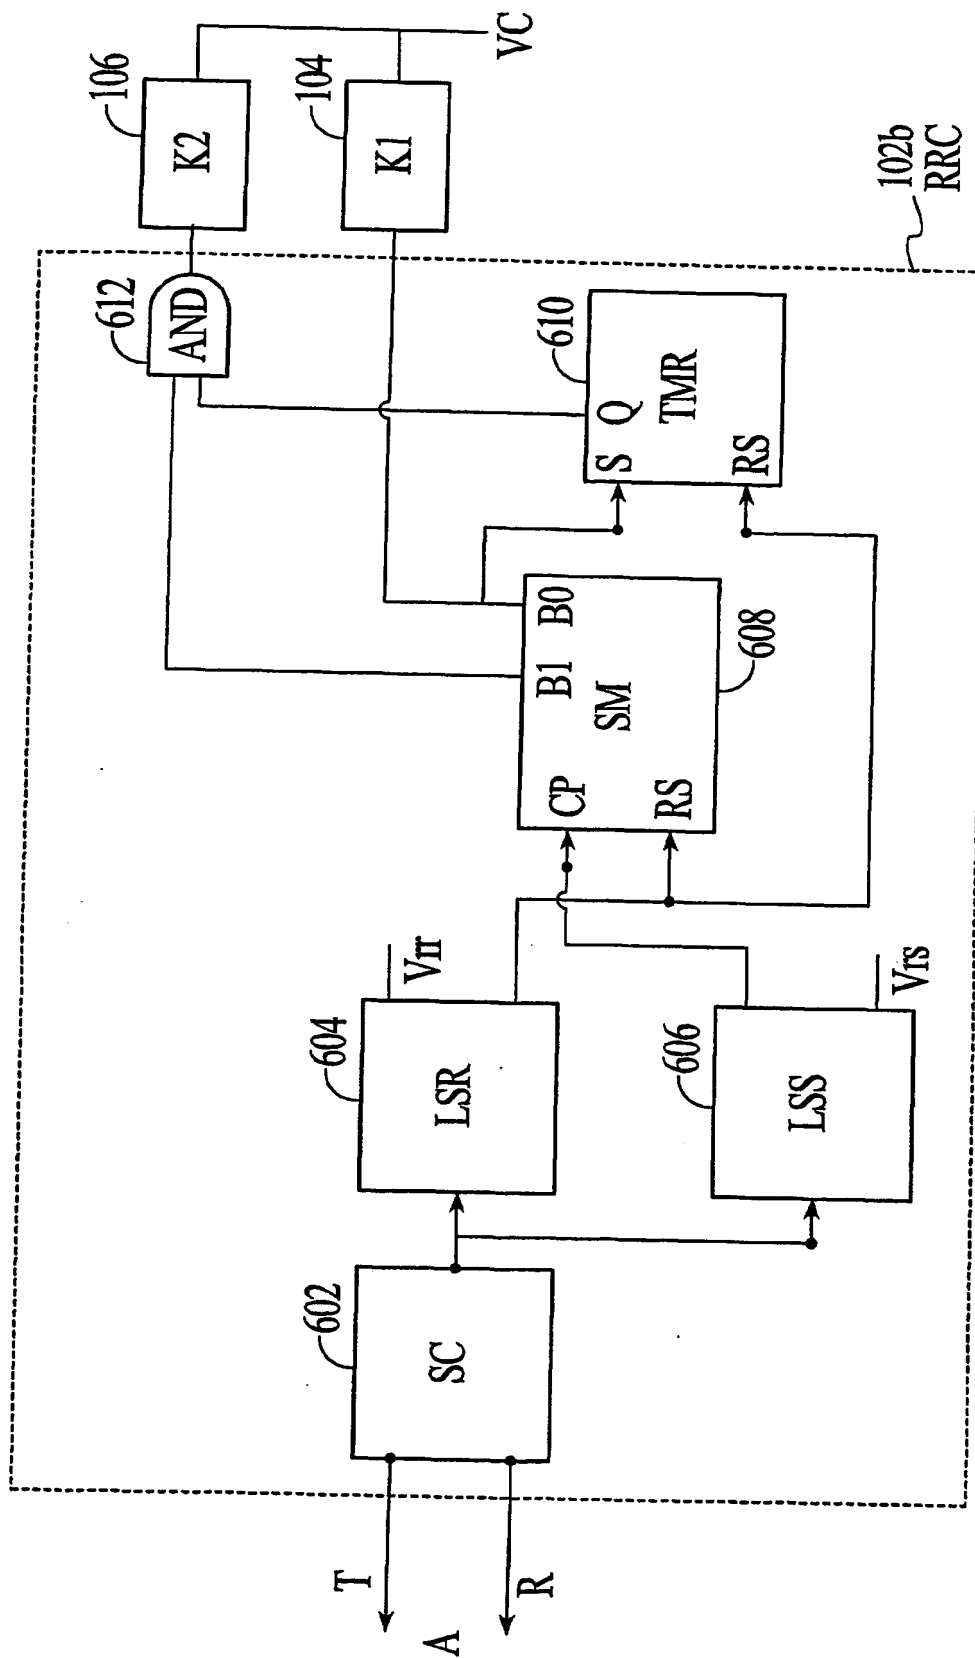 T
A
R
602
SC
604
LSR
Vrr
606
LSS
Vrs
CP
RS
SM
B1
B0
608
S
Q
RS
TMR
610
612
AND
106
K2
104
K1
VC
102b
RRC